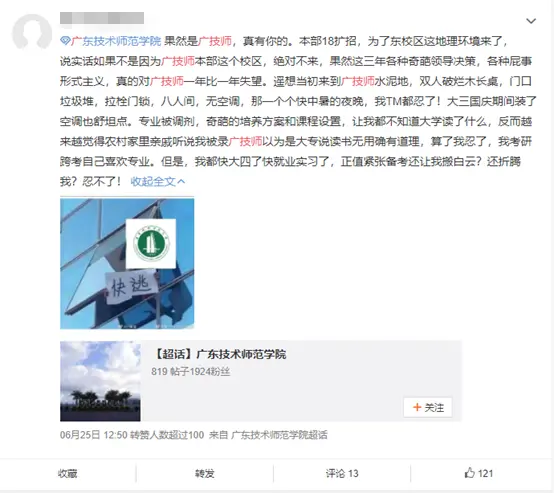 广东技术师范学院 果然是广技师，真有你的。本部18扩招，为了东校区这地理环境来了，
说实话如果不是因为广技师本部这个校区，绝对不来，果然这三年各种奇葩领导决策，各种屁事
形式主义，真的对广技师一年比一年失望。遥想当初来到广技师水泥地，双人破烂木长桌，门口
垃圾堆，拉栓门锁，八人间，无空调，那一个个快中暑的夜晚，我TM都忍了！大三国庆期间装了
空调也舒坦点。专业被调剂，奇葩的培养方案和课程设置，让我都不知道大学读了什么，反而越
来越觉得农村家里亲戚听说我被录广技师以为是大专说读书无用确有道理，算了我忍了，我考研
跨考自己喜欢专业。但是，我都快大四了快就业实习了，正值紧张备考还让我搬白云？还折腾
我？忍不了！ 收起全文
快逃
【超话】广东技术师范学院
819 帖子1924粉丝
+ 关注
06月25日 12:50 转赞人数超过100 来自 广东技术师范学院超话
收藏
转发
评论 13
121